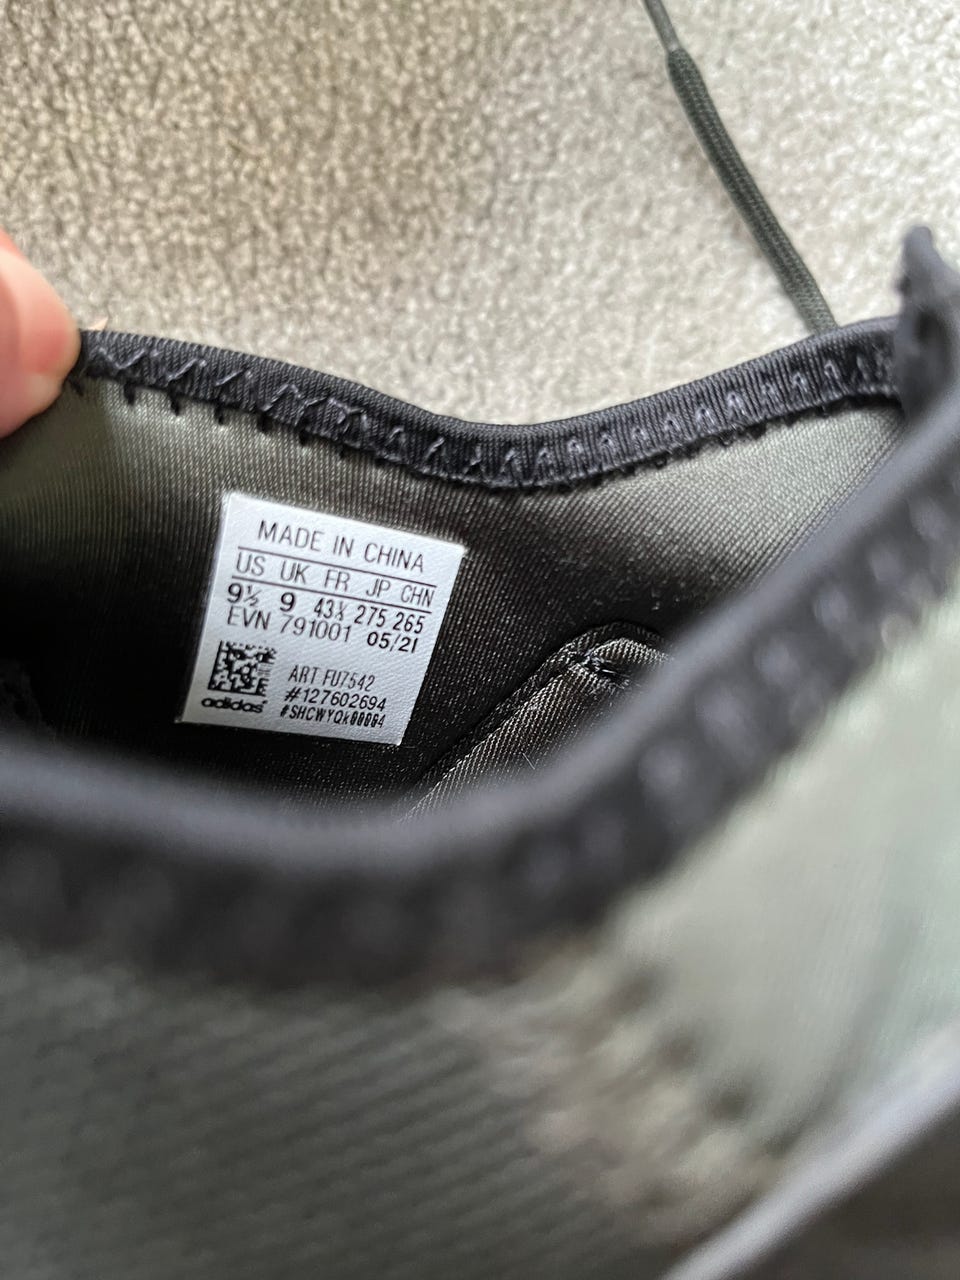 MADE IN CHINA
US UK FR JP CHN
9½ 9 43⅓ 275 265
EVN 791001 05/21
ART FU7542
#127602694
adidas